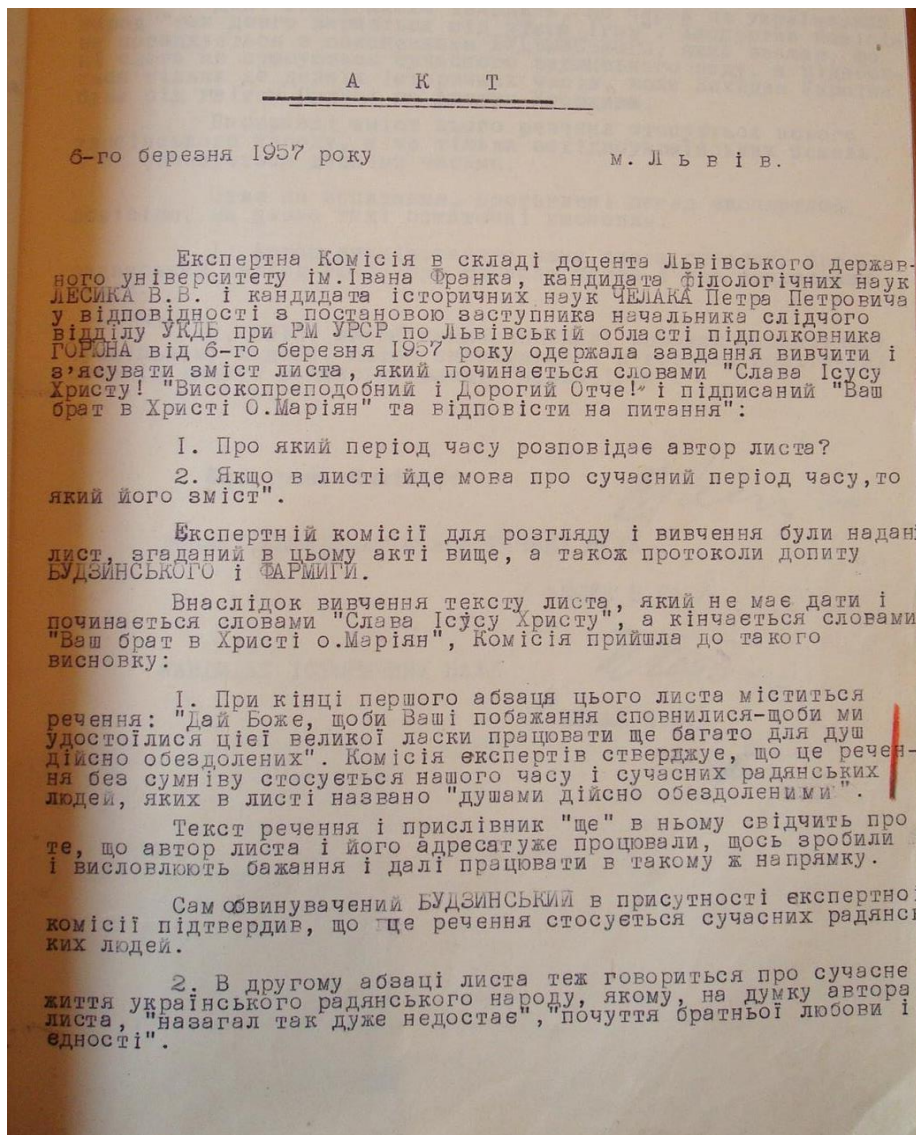 А К Т
6-го березня 1957 року м. Л ь в і в.
Експертна Комісія в складі доцента Львівського держав-
ного університету ім.Івана Франка, кандидата філологічних наук
ЛЕСИКА В.В. і кандидата історичних наук ЧЕЛАКА Петра Петровича
у відповідності з постановою заступника начальника слідчого
відділу УКДБ при РМ УРСР по Львівській області підполковника
ГОРЮНА від 6-го березня 1957 року одержала завдання вивчити і
з'ясувати зміст листа, який починається словами "Слава Ісусу
Христу! "Високопреподобний і Дорогий Отче!" і підписаний "Ваш
брат в Христі О.Маріян" та відповісти на питання":
І. Про який період часу розповідає автор листа?
2. Якщо в листі йде мова про сучасний період часу,то
який його зміст".
Експертній комісії для розгляду і вивчення були надані
лист, згаданий в цьому акті вище, а також протоколи допиту
БУДЗИНСЬКОГО і ФАРМИГИ.
Внаслідок вивчення тексту листа, який не має дати і
починається словами "Слава Ісусу Христу", а кінчається словами
"Ваш брат в Христі о.Маріян", Комісія прийшла до такого
висновку:
І. При кінці першого абзаця цього листа міститься
речення: "Дай Боже, щоби Ваші побажання сповнилися-щоби ми
удостоїлися цієї великої ласки працювати ще багато для душ
дійсно обездолених". Комісія експертів стверджує, що це речен-
ня без сумніву стосується нашого часу і сучасних радянських
людей, яких в листі названо "душами дійсно обездоленими".
Текст речення і прислівник "ще" в ньому свідчить про
те, що автор листа і його адресатуже процювали, щось зробили
і висловлюють бажання і далі працювати в такому ж напрямку.
Сам обвинувачений БУДЗИНСЬКИЙ в присутності експертної
комісії підтвердив, що це речення стосується сучасних радянсь
ких людей.
2. В другому абзаці листа теж говориться про сучасне
життя українського радянського народу, якому, на думку автора
листа, "назагал так дуже недостає","почуття братньої любови і
єдності".